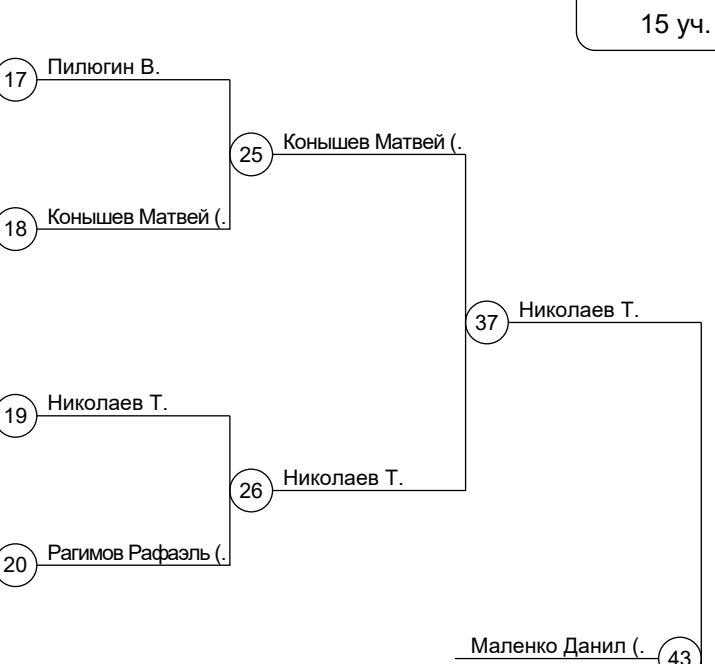 15 уч.
17 Пилюгин В.
25 Конышев Матвей (.
18 Конышев Матвей (.
37 Николаев Т.
19 Николаев Т.
26 Николаев Т.
20 Рагимов Рафаэль (.
Маленко Данил (. 43